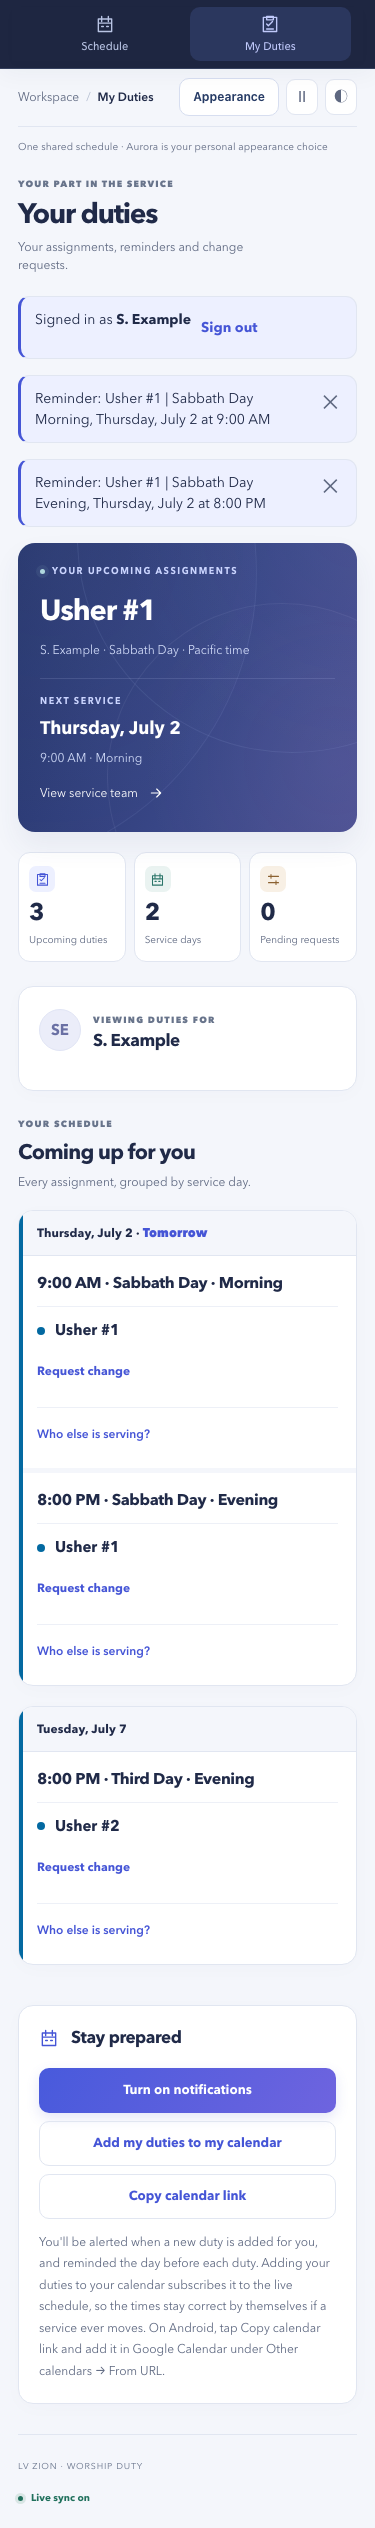 Schedule
My Duties
Workspace / My Duties
Appearance
One shared schedule · Aurora is your personal appearance choice
YOUR PART IN THE SERVICE
Your duties
Your assignments, reminders and change
requests.
Signed in as S. Example Sign out
Reminder: Usher #1 | Sabbath Day
Morning, Thursday, July 2 at 9:00 AM
Reminder: Usher #1 | Sabbath Day
Evening, Thursday, July 2 at 8:00 PM
YOUR UPCOMING ASSIGNMENTS
Usher #1
S. Example · Sabbath Day · Pacific time
NEXT SERVICE
Thursday, July 2
9:00 AM · Morning
View service team →
3
Upcoming duties
2
Service days
0
Pending requests
SE
VIEWING DUTIES FOR
S. Example
YOUR SCHEDULE
Coming up for you
Every assignment, grouped by service day.
Thursday, July 2 · Tomorrow
9:00 AM · Sabbath Day · Morning
Usher #1
Request change
Who else is serving?
8:00 PM · Sabbath Day · Evening
Usher #1
Request change
Who else is serving?
Tuesday, July 7
8:00 PM · Third Day · Evening
Usher #2
Request change
Who else is serving?
Stay prepared
Turn on notifications
Add my duties to my calendar
Copy calendar link
You'll be alerted when a new duty is added for you,
and reminded the day before each duty. Adding your
duties to your calendar subscribes it to the live
schedule, so the times stay correct by themselves if a
service ever moves. On Android, tap Copy calendar
link and add it in Google Calendar under Other
calendars → From URL.
LV ZION · WORSHIP DUTY
Live sync on